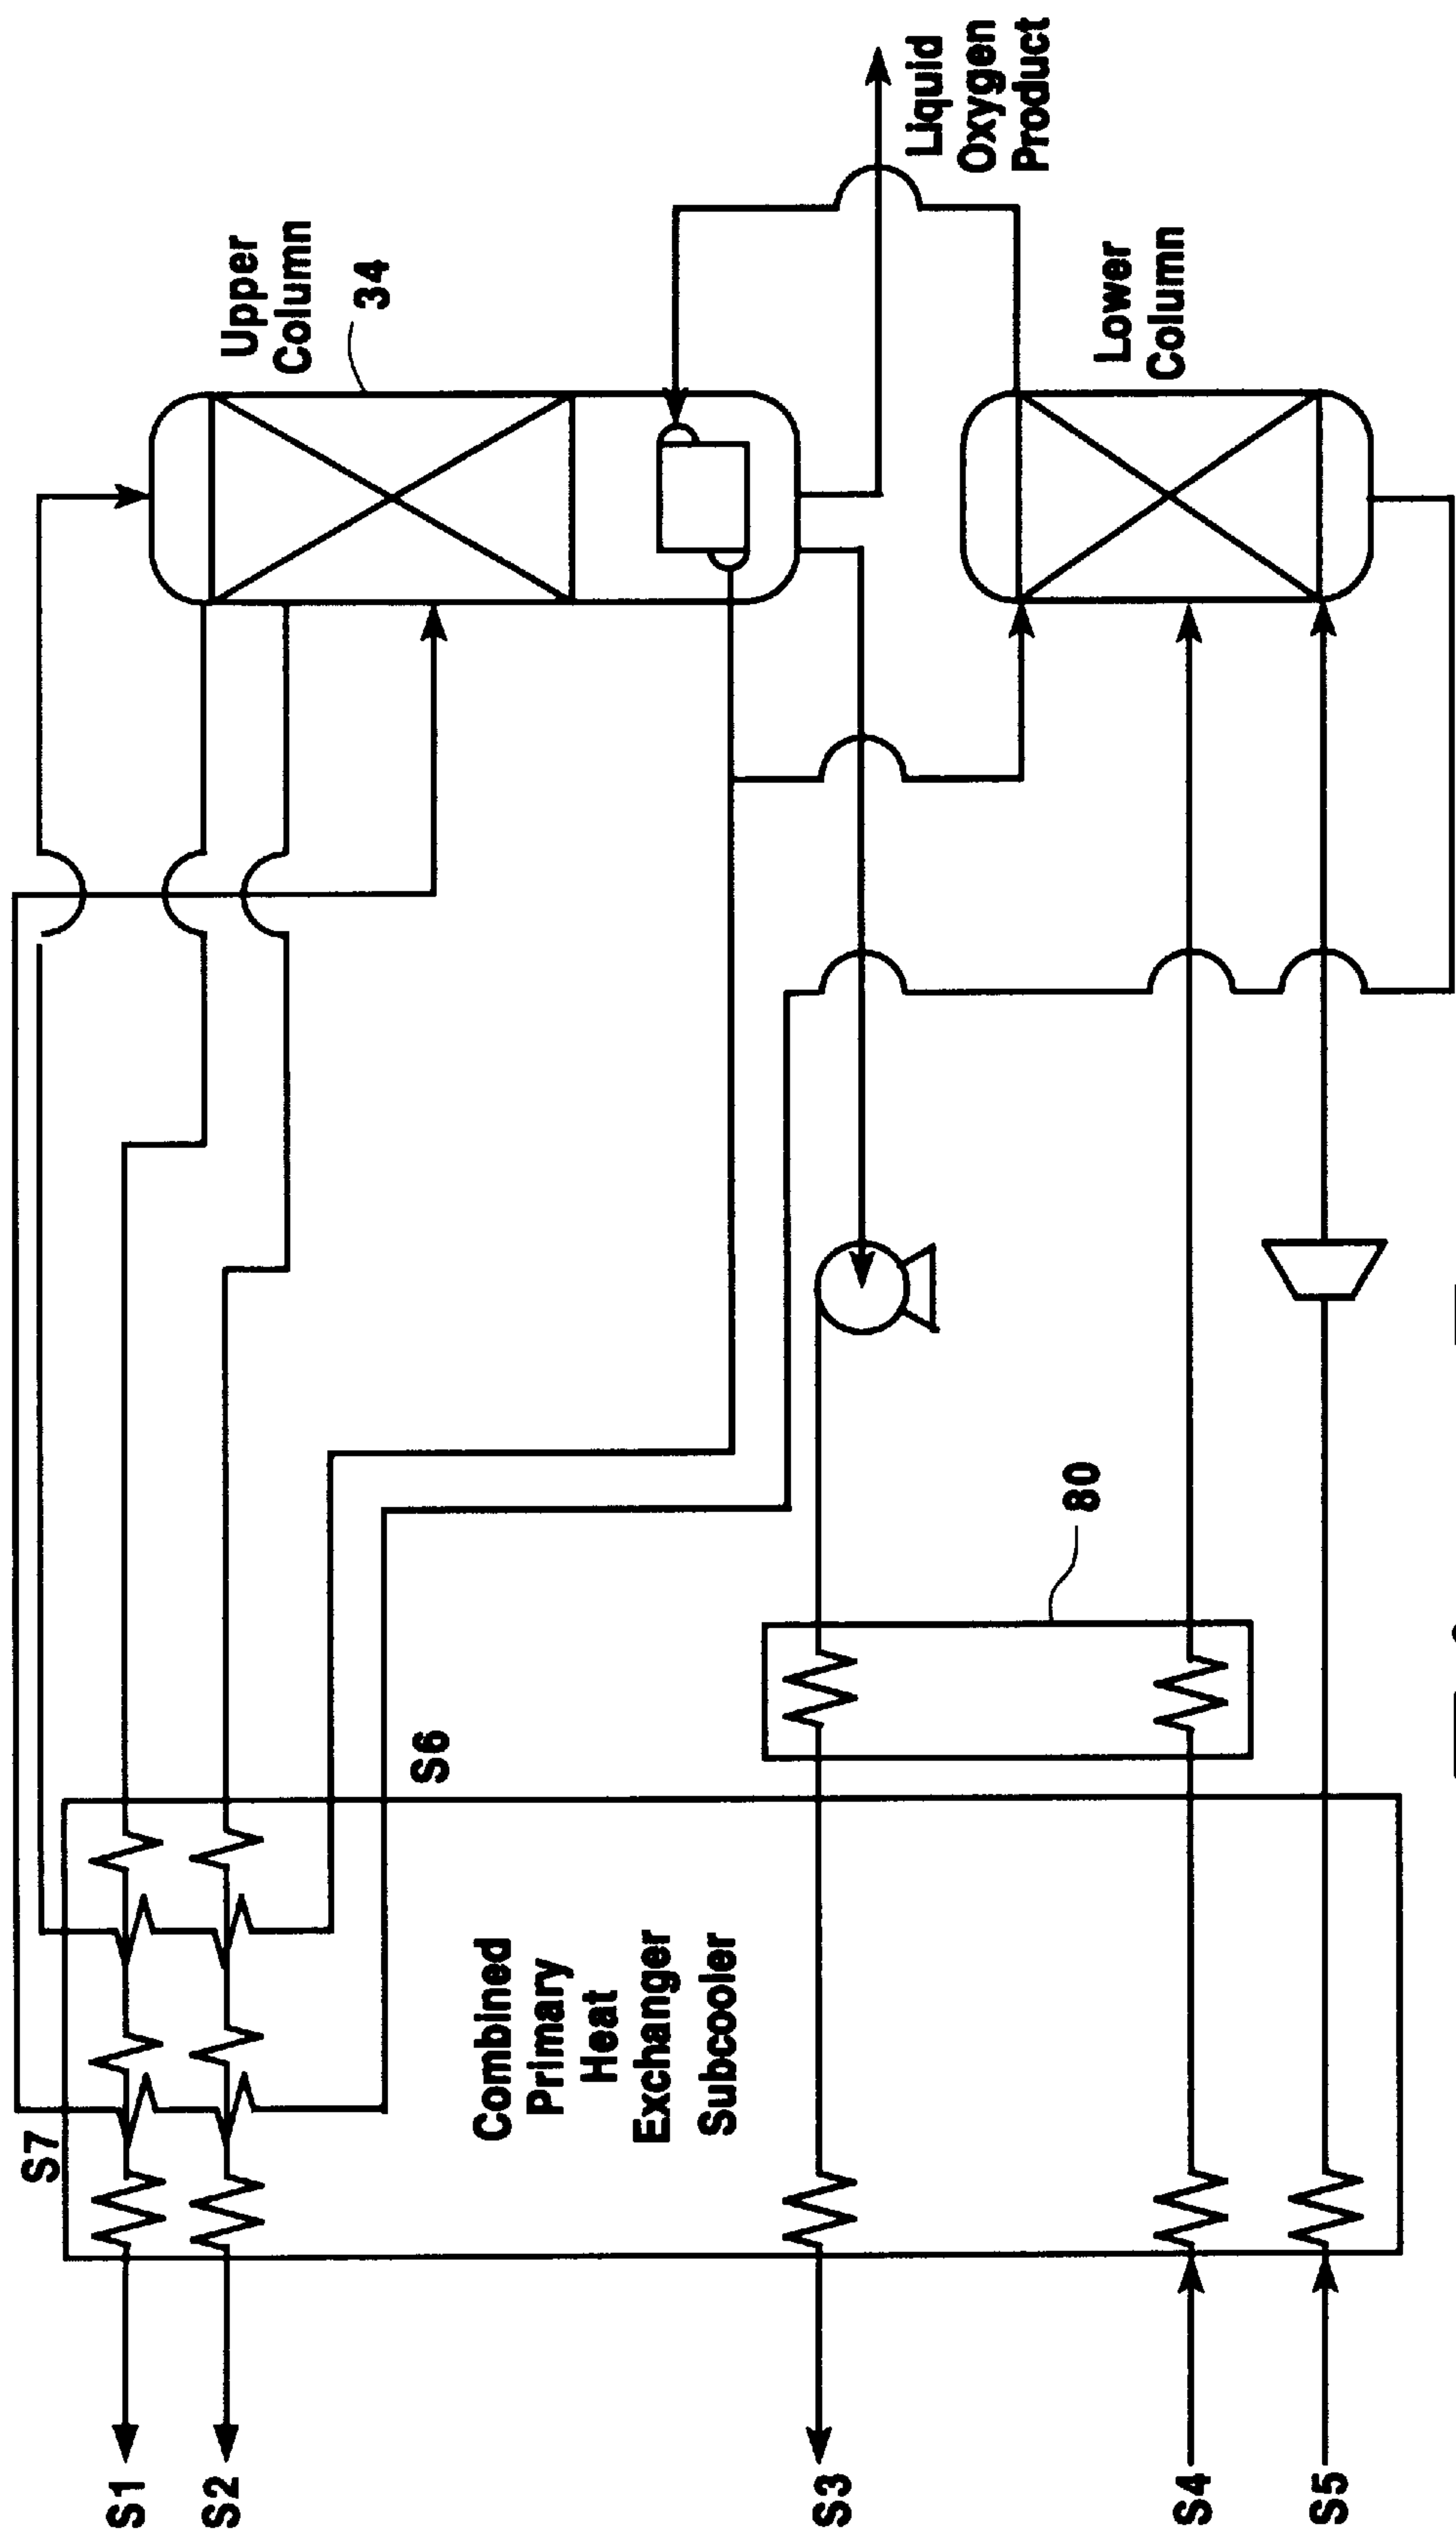 Upper
Column
34
Liquid
Oxygen
Product
Lower
Column
80
S6
S7
Combined
Primary
Heat
Exchanger
Subcooler
S1
S2
S3
S4
S5